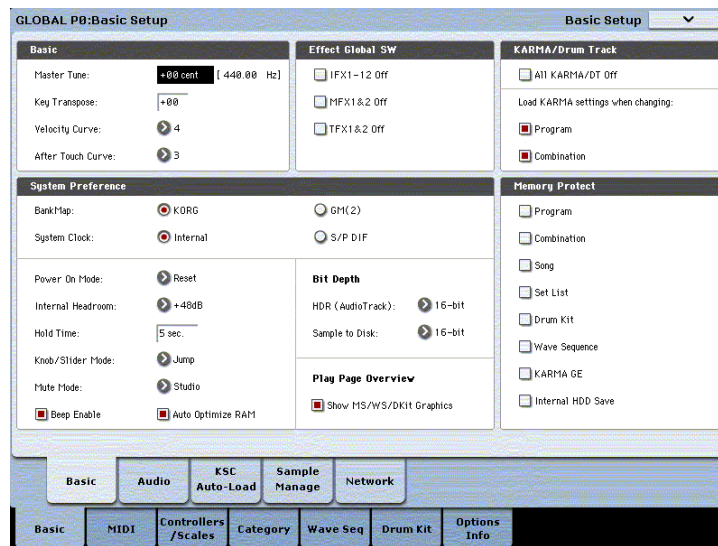 GLOBAL P0:Basic Setup
Basic Setup
Basic
Master Tune:
+00 cent [ 440.00 Hz]
Key Transpose:
+00
Velocity Curve:
4
After Touch Curve:
3
Effect Global SW
IFX1-12 Off
MFX1&2 Off
TFX1&2 Off
KARMA/Drum Track
All KARMA/DT Off
Load KARMA settings when changing:
Program
Combination
System Preference
BankMap:
KORG
GM(2)
System Clock:
Internal
S/P DIF
Power On Mode:
Reset
Internal Headroom:
+48dB
Hold Time:
5 sec.
Knob/Slider Mode:
Jump
Mute Mode:
Studio
Beep Enable
Auto Optimize RAM
Bit Depth
HDR (AudioTrack):
16-bit
Sample to Disk:
16-bit
Play Page Overview
Show MS/WS/DKit Graphics
Memory Protect
Program
Combination
Song
Set List
Drum Kit
Wave Sequence
KARMA GE
Internal HDD Save
Basic
Audio
KSC
Auto-Load
Sample
Manage
Network
Basic
MIDI
Controllers
/Scales
Category
Wave Seq
Drum Kit
Options
Info